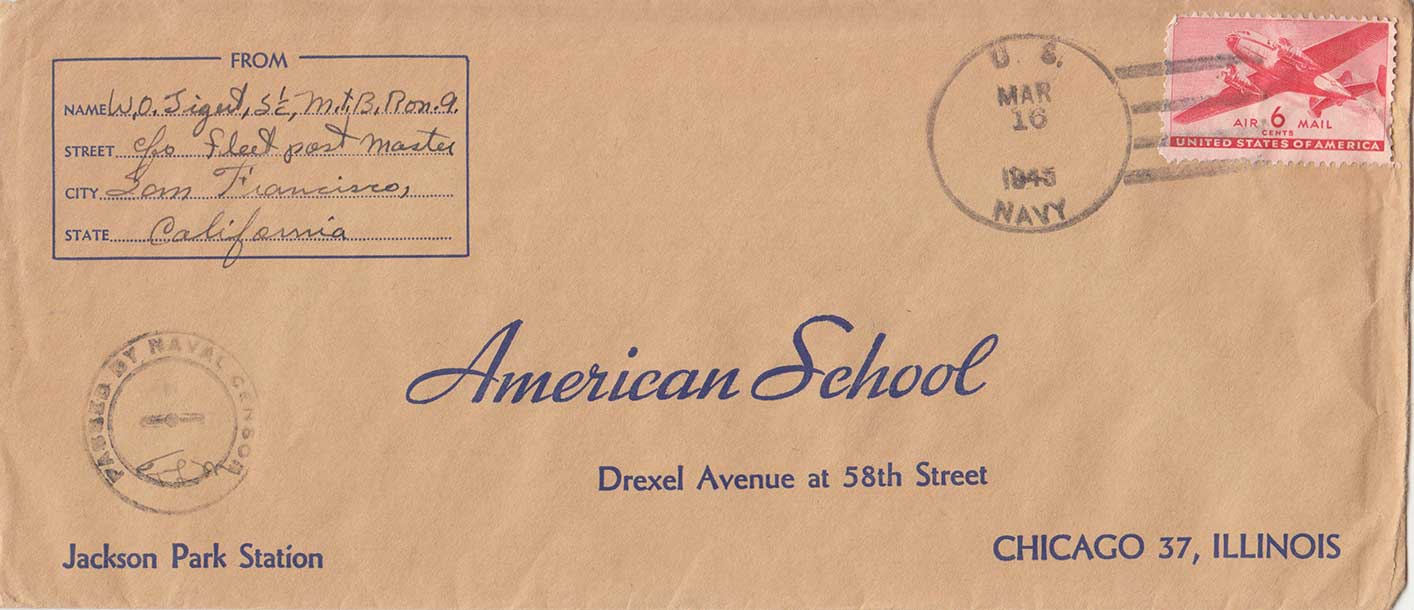 FROM
NAME W.O. Tigert, S1/c, M.t.B. Ron. 9.
STREET c/o Fleet post Master
CITY San Francisco,
STATE California
U. S.
MAR
16
1945
NAVY
AIR 6 MAIL
CENTS
UNITED STATES OF AMERICA
PASSED BY NAVAL CENSOR
American School
Drexel Avenue at 58th Street
Jackson Park Station
CHICAGO 37, ILLINOIS